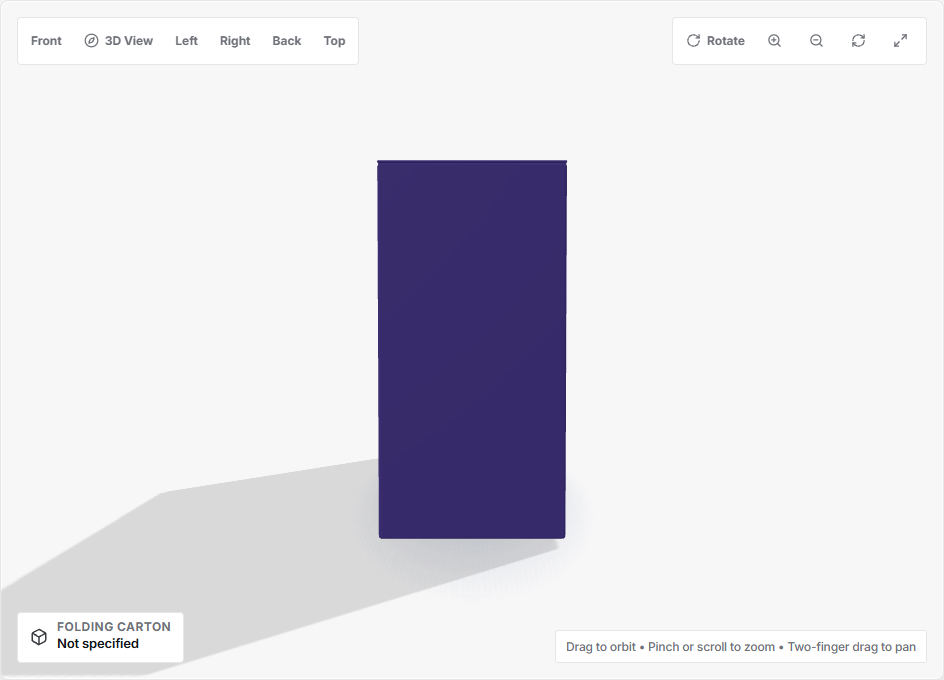 Front 3D View Left Right Back Top
Rotate
FOLDING CARTON
Not specified
Drag to orbit • Pinch or scroll to zoom • Two-finger drag to pan